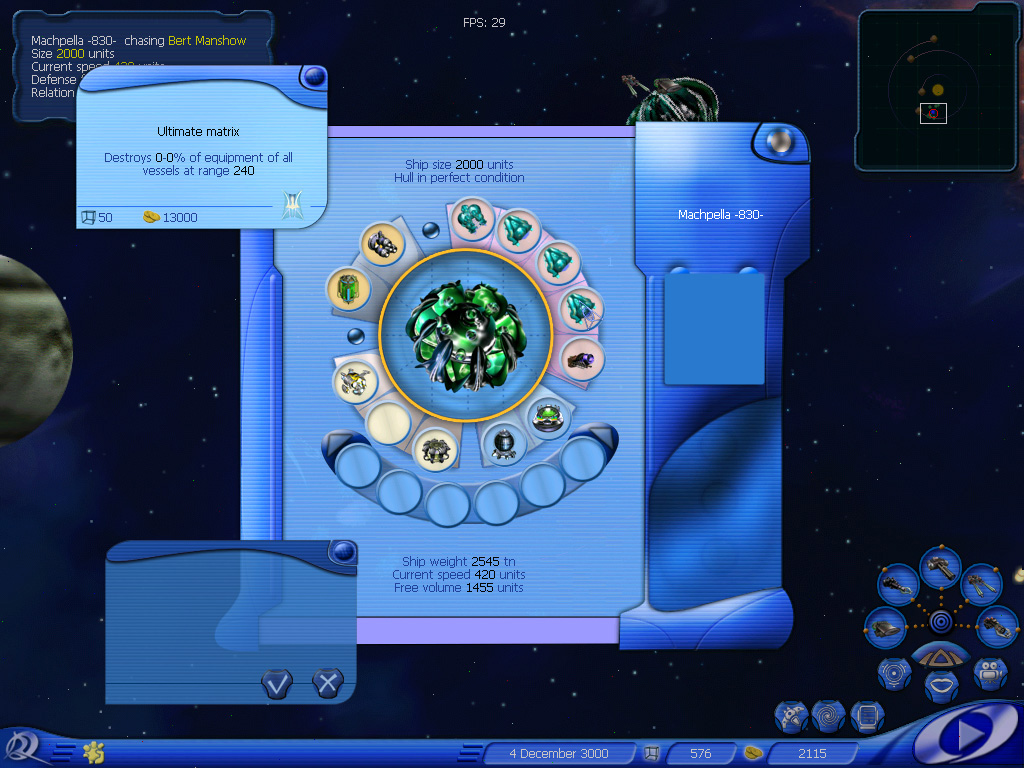 FPS: 29
Machpella -830-  chasing Bert Manshow
Size 2000 units
Current speed 420 units
Defense
Relation
Ultimate matrix
Destroys 0-0% of equipment of all
vessels at range 240
50
13000
Ship size 2000 units
Hull in perfect condition
Machpella -830-
Ship weight 2545 tn
Current speed 420 units
Free volume 1455 units
4 December 3000
576
2115